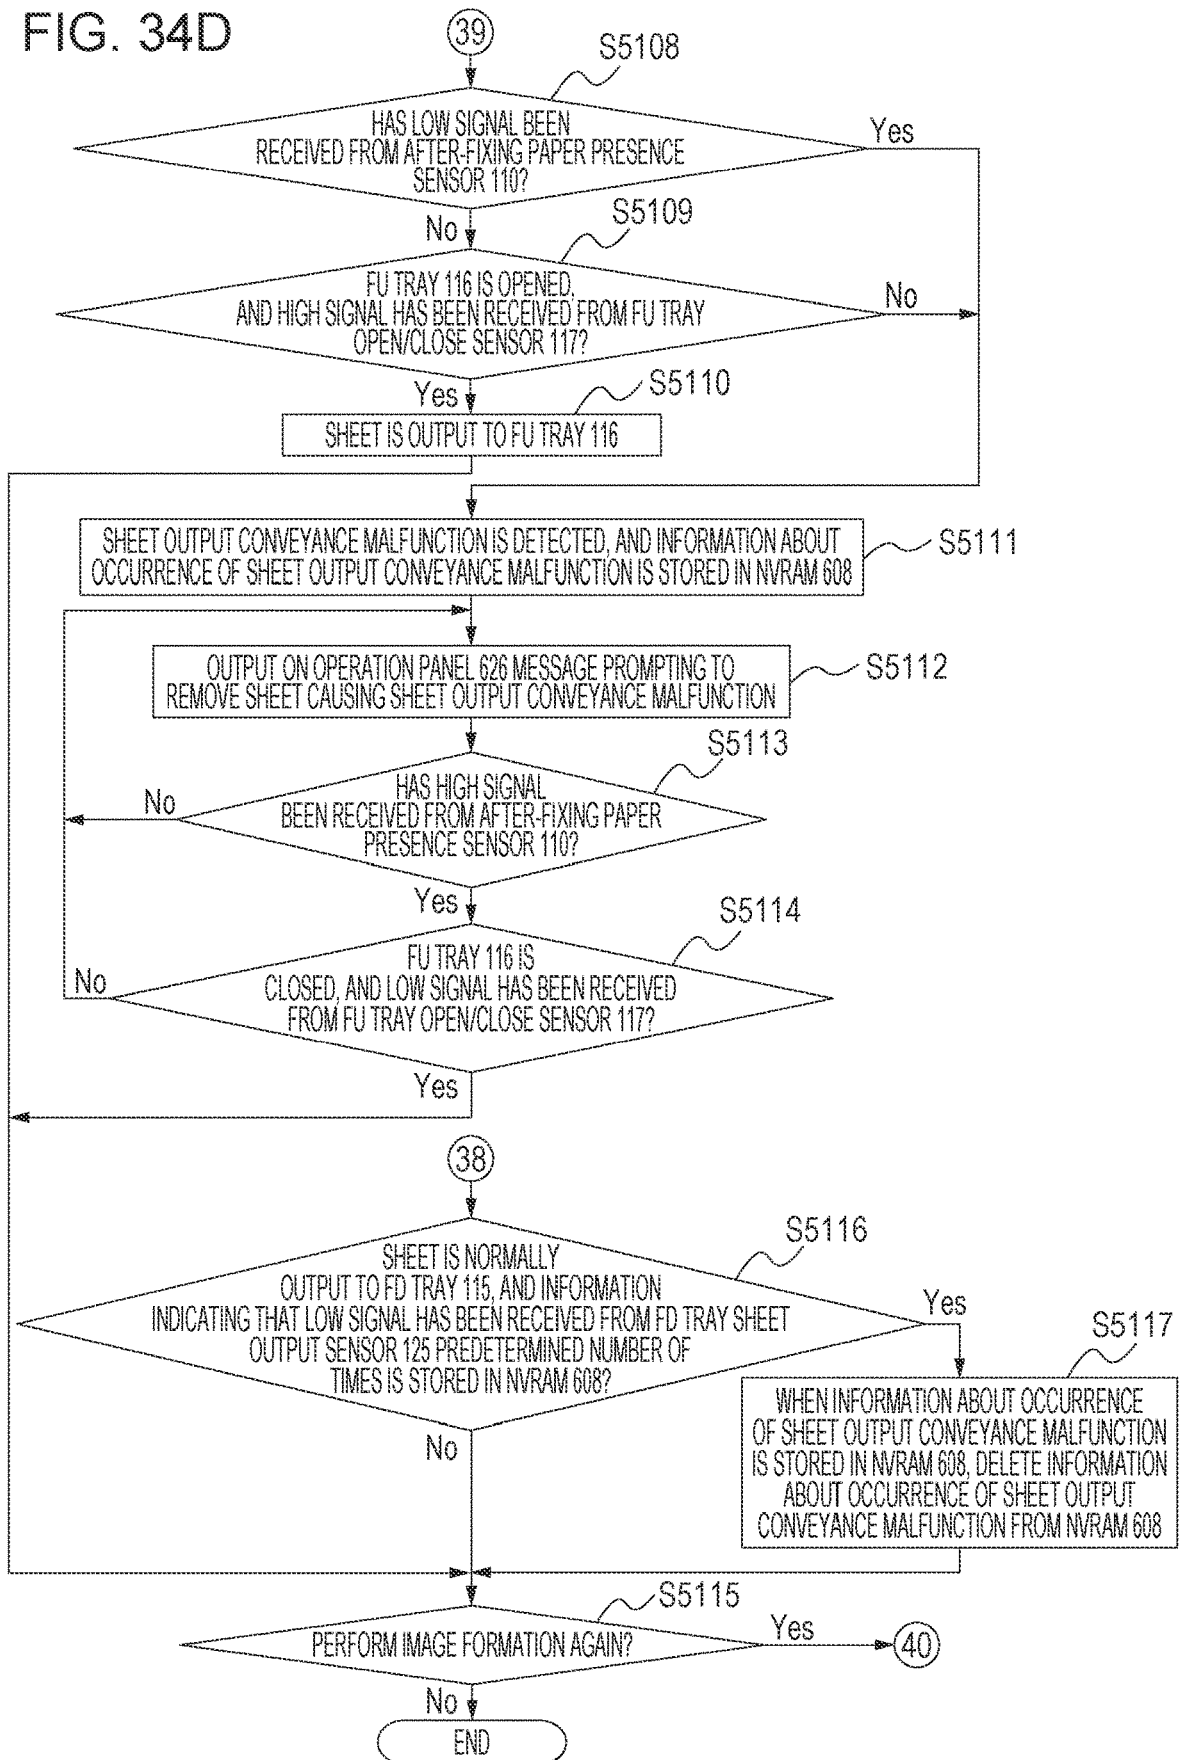 FIG. 34D
39
S5108
HAS LOW SIGNAL BEEN
RECEIVED FROM AFTER-FIXING PAPER PRESENCE
SENSOR 110?
Yes
No
S5109
FU TRAY 116 IS OPENED,
AND HIGH SIGNAL HAS BEEN RECEIVED FROM FU TRAY
OPEN/CLOSE SENSOR 117?
No
Yes
S5110
SHEET IS OUTPUT TO FU TRAY 116
SHEET OUTPUT CONVEYANCE MALFUNCTION IS DETECTED, AND INFORMATION ABOUT
OCCURRENCE OF SHEET OUTPUT CONVEYANCE MALFUNCTION IS STORED IN NVRAM 608
S5111
OUTPUT ON OPERATION PANEL 626 MESSAGE PROMPTING TO
REMOVE SHEET CAUSING SHEET OUTPUT CONVEYANCE MALFUNCTION
S5112
S5113
HAS HIGH SIGNAL
BEEN RECEIVED FROM AFTER-FIXING PAPER
PRESENCE SENSOR 110?
No
Yes
S5114
FU TRAY 116 IS
CLOSED, AND LOW SIGNAL HAS BEEN RECEIVED
FROM FU TRAY OPEN/CLOSE SENSOR 117?
No
Yes
38
S5116
SHEET IS NORMALLY
OUTPUT TO FD TRAY 115, AND INFORMATION
INDICATING THAT LOW SIGNAL HAS BEEN RECEIVED FROM FD TRAY SHEET
OUTPUT SENSOR 125 PREDETERMINED NUMBER OF
TIMES IS STORED IN NVRAM 608?
Yes
No
S5117
WHEN INFORMATION ABOUT OCCURRENCE
OF SHEET OUTPUT CONVEYANCE MALFUNCTION
IS STORED IN NVRAM 608, DELETE INFORMATION
ABOUT OCCURRENCE OF SHEET OUTPUT
CONVEYANCE MALFUNCTION FROM NVRAM 608
S5115
PERFORM IMAGE FORMATION AGAIN?
Yes
40
No
END